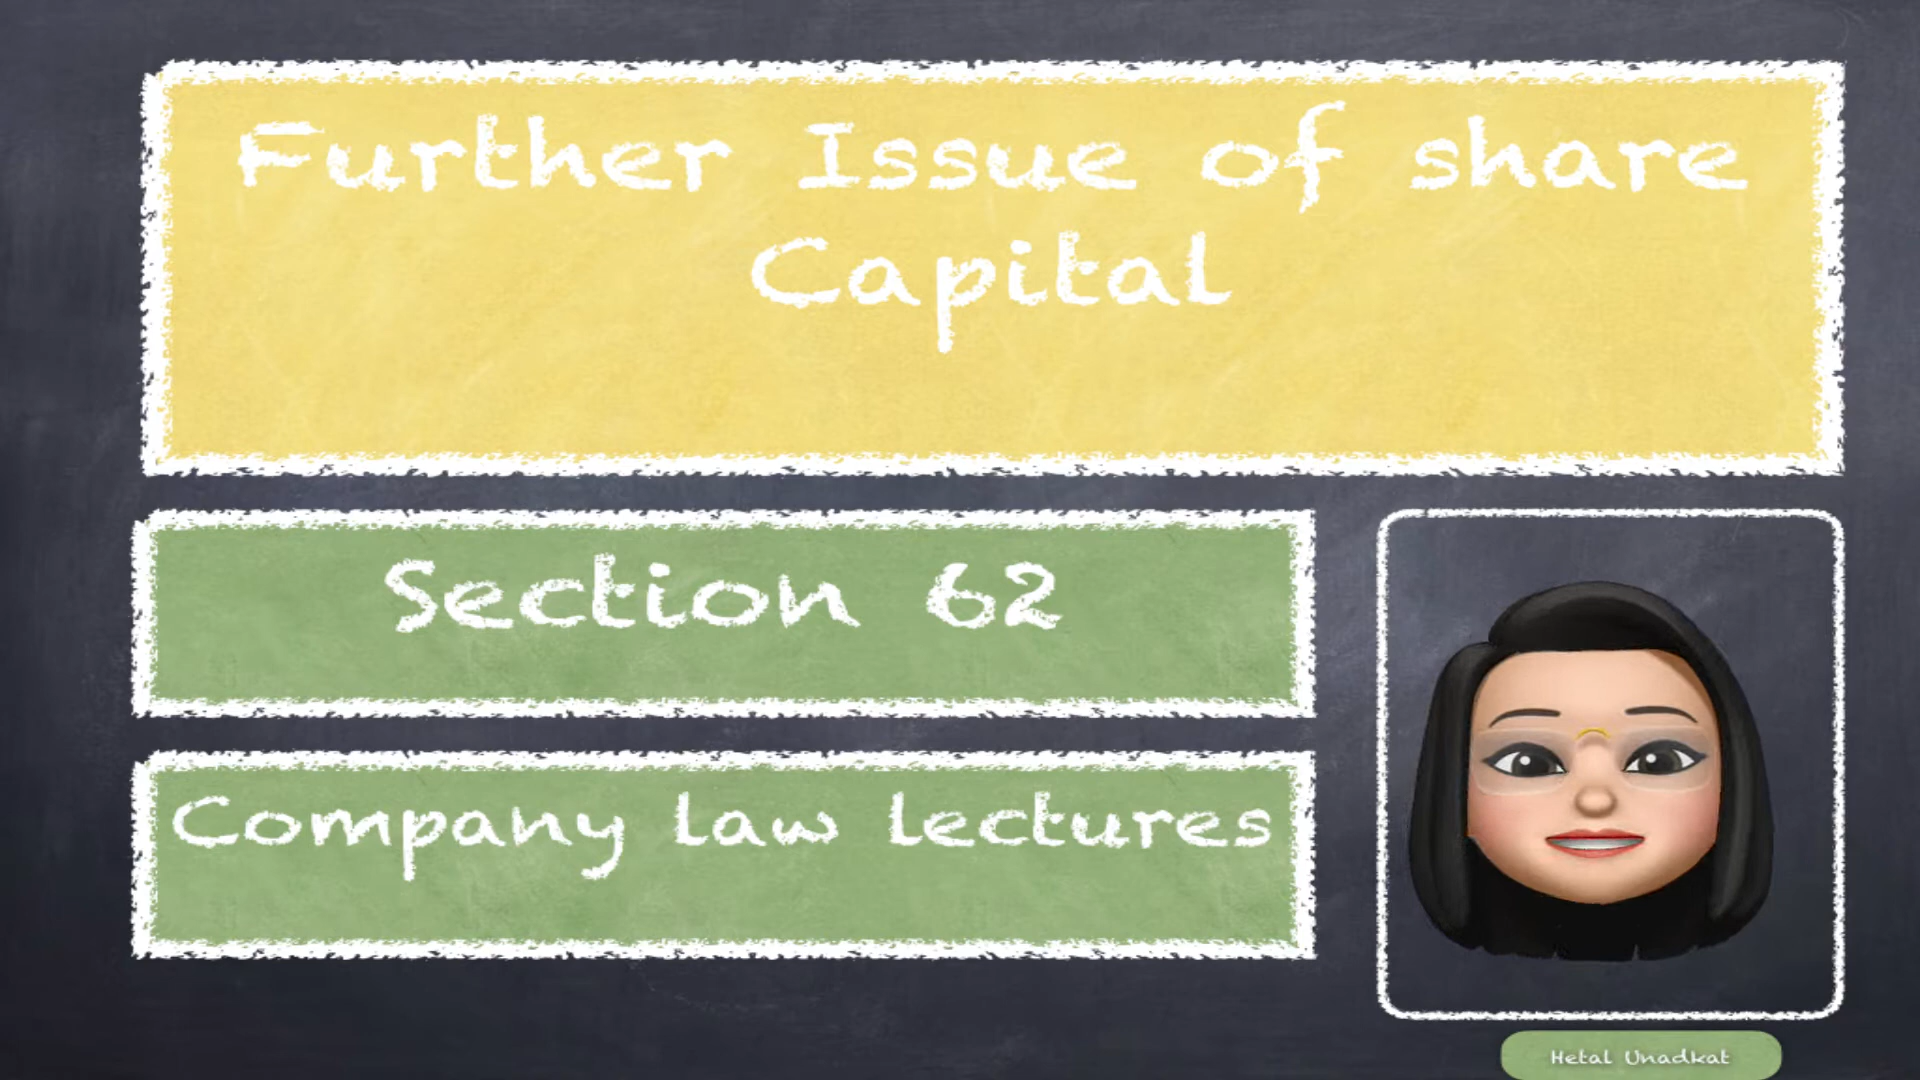 Further Issue of share
Capital
Section 62
Company law lectures
Hetal Unadkat